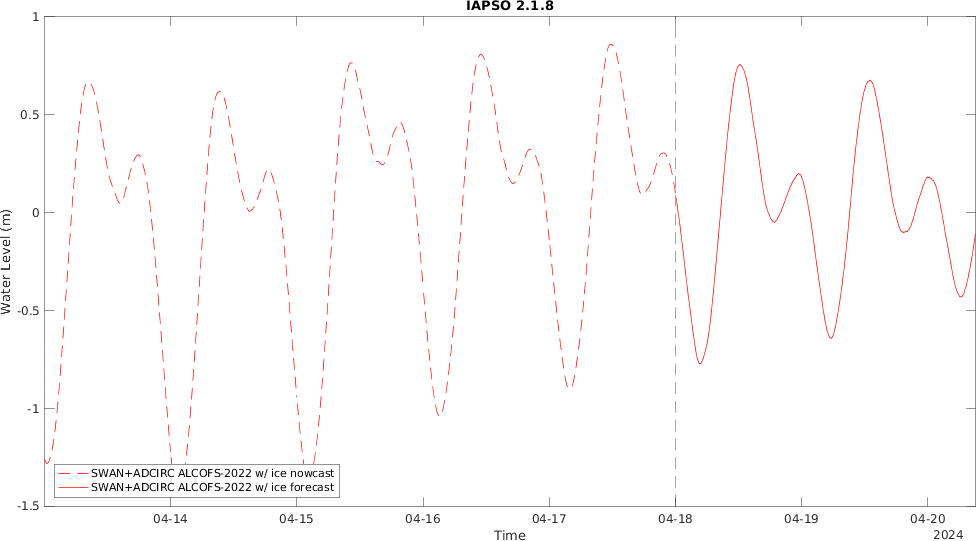 IAPSO 2.1.8
1
0.5
0
-0.5
-1
-1.5
Water Level (m)
SWAN+ADCIRC ALCOFS-2022 w/ ice nowcast
SWAN+ADCIRC ALCOFS-2022 w/ ice forecast
04-14 04-15 04-16 04-17 04-18 04-19 04-20
Time
2024